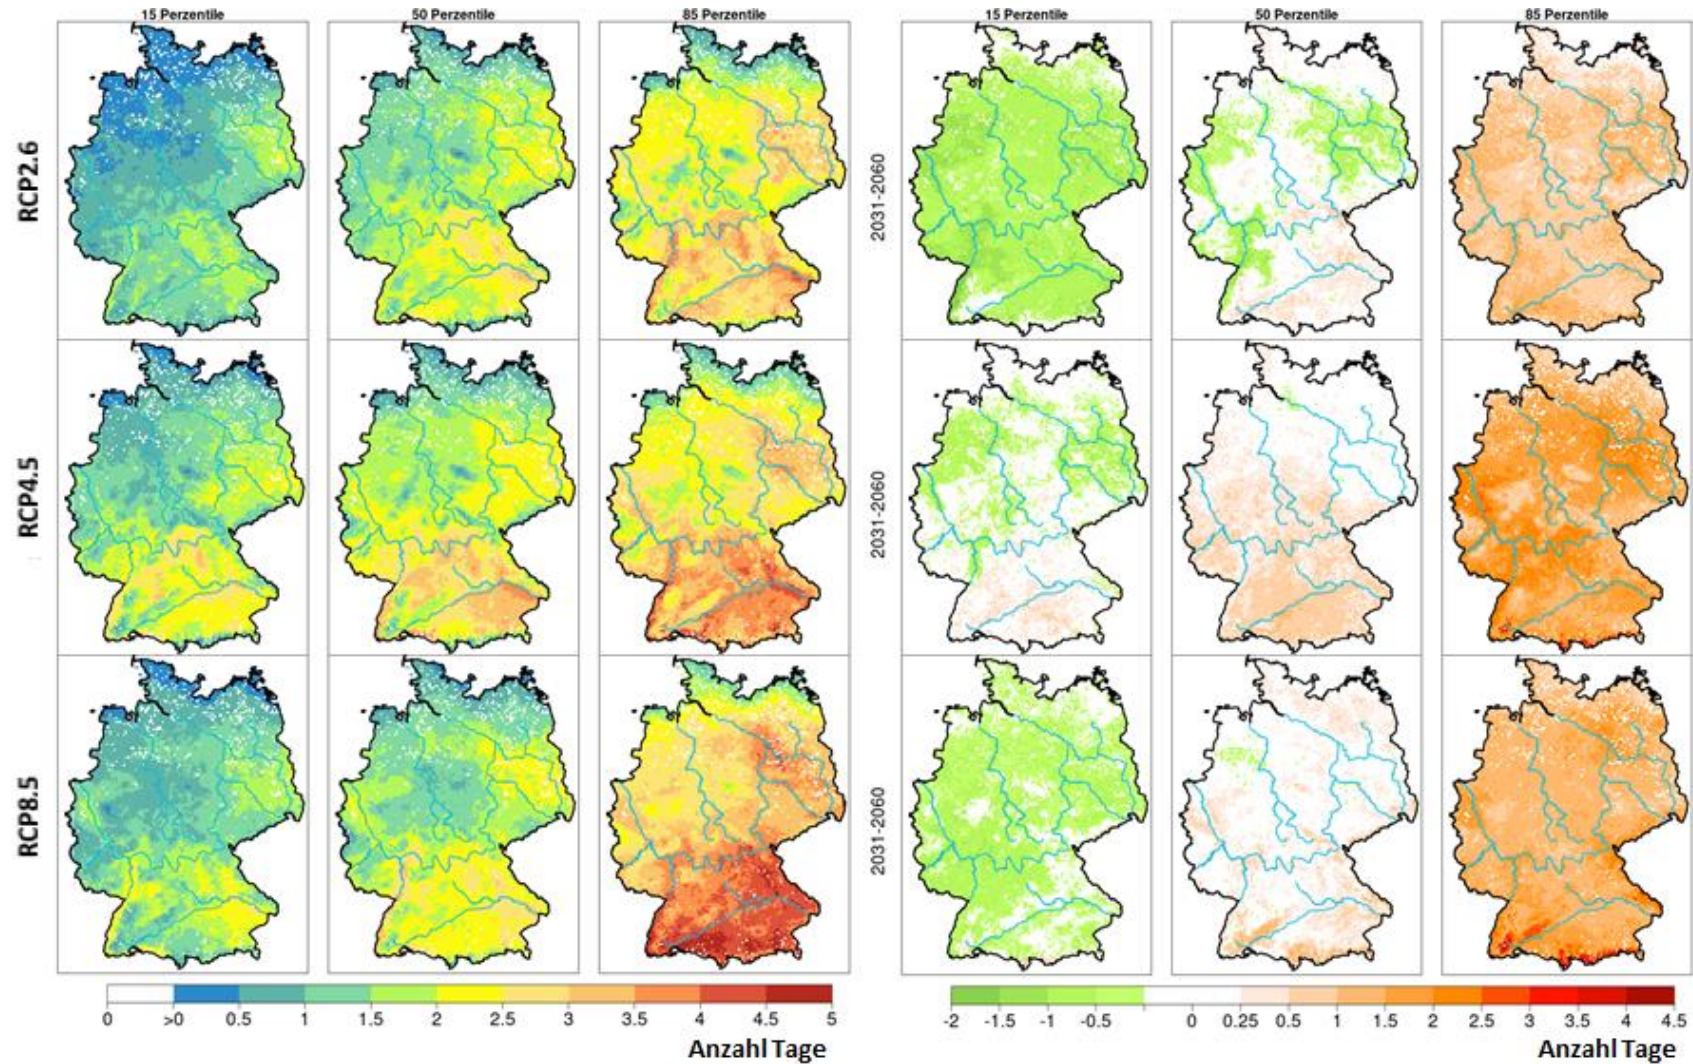 15 Perzentile 50 Perzentile 85 Perzentile 15 Perzentile 50 Perzentile 85 Perzentile
RCP2.6
2031-2060
RCP4.5
2031-2060
RCP8.5
2031-2060
0 >0 0.5 1 1.5 2 2.5 3 3.5 4 4.5 5
-2 -1.5 -1 -0.5 0 0.25 0.5 1 1.5 2 2.5 3 3.5 4 4.5
Anzahl Tage
Anzahl Tage